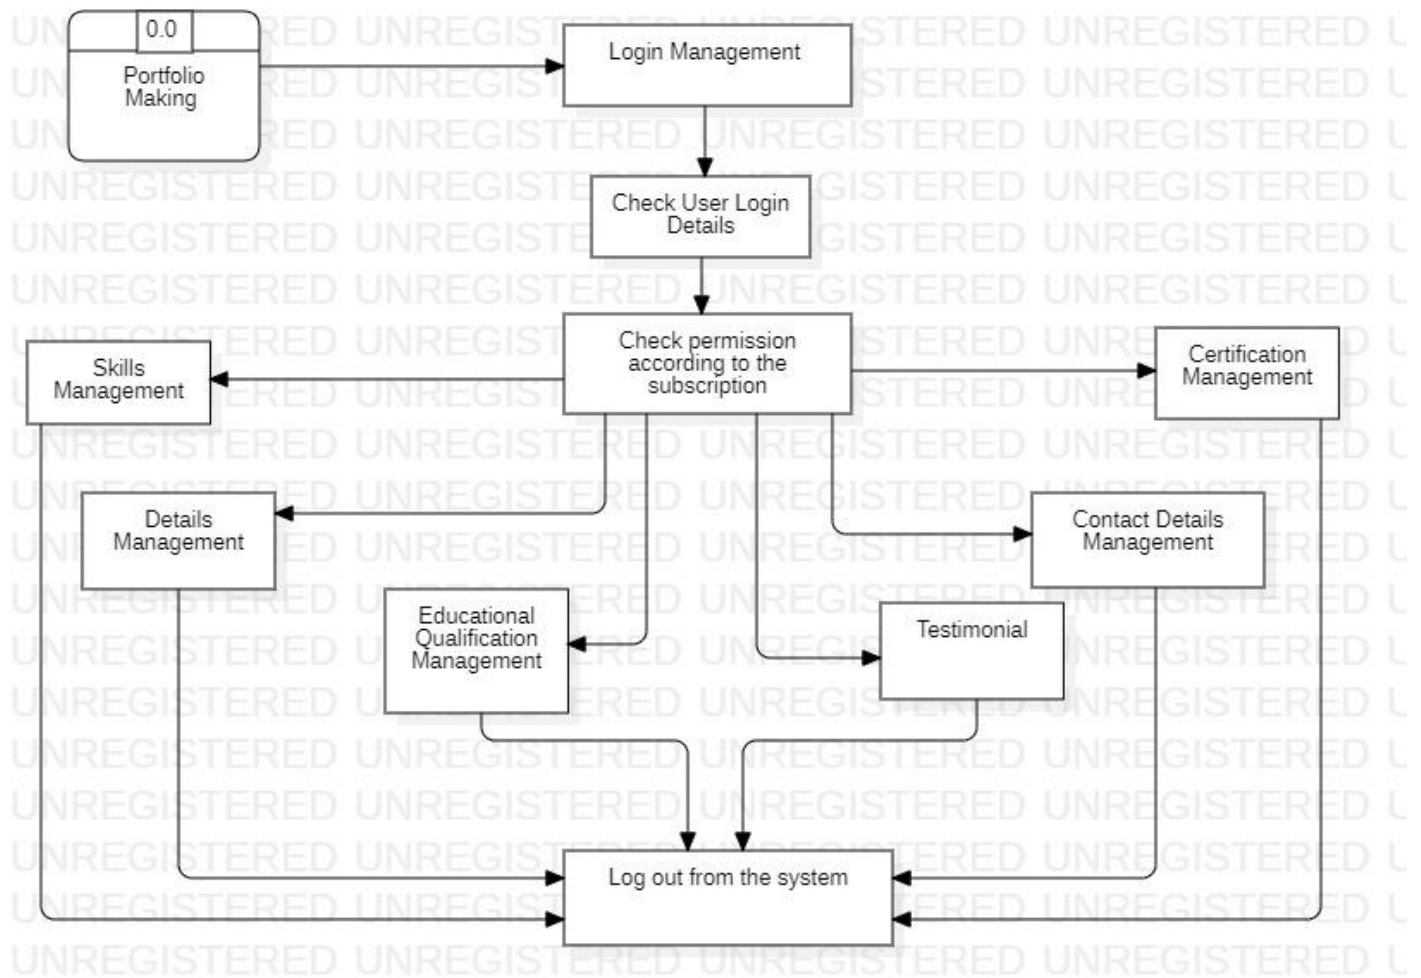 0.0
Portfolio
Making
Login Management
Check User Login
Details
Check permission
according to the
subscription
Skills
Management
Certification
Management
Details
Management
Contact Details
Management
Educational
Qualification
Management
Testimonial
Log out from the system
UNREGISTERED